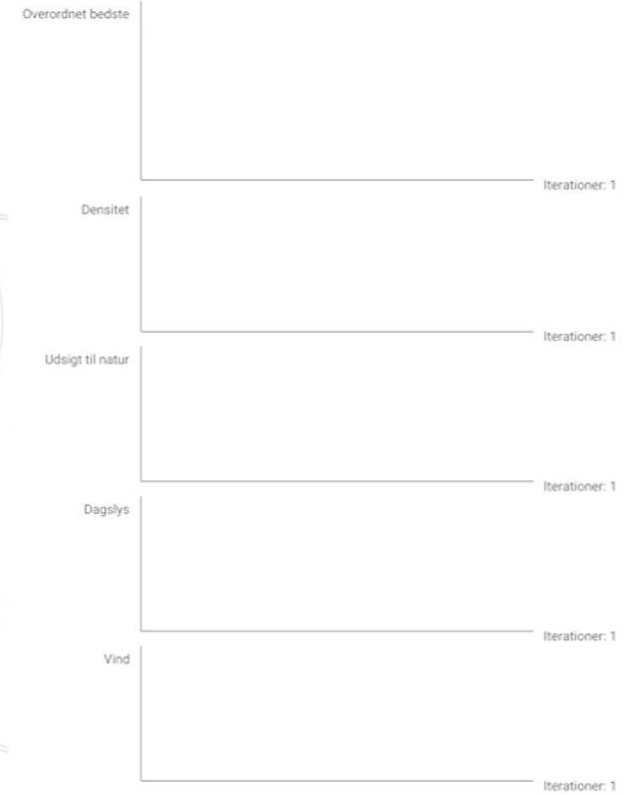 Overordnet bedste
Iterationer: 1
Densitet
Iterationer: 1
Udsigt til natur
Iterationer: 1
Dagslys
Iterationer: 1
Vind
Iterationer: 1